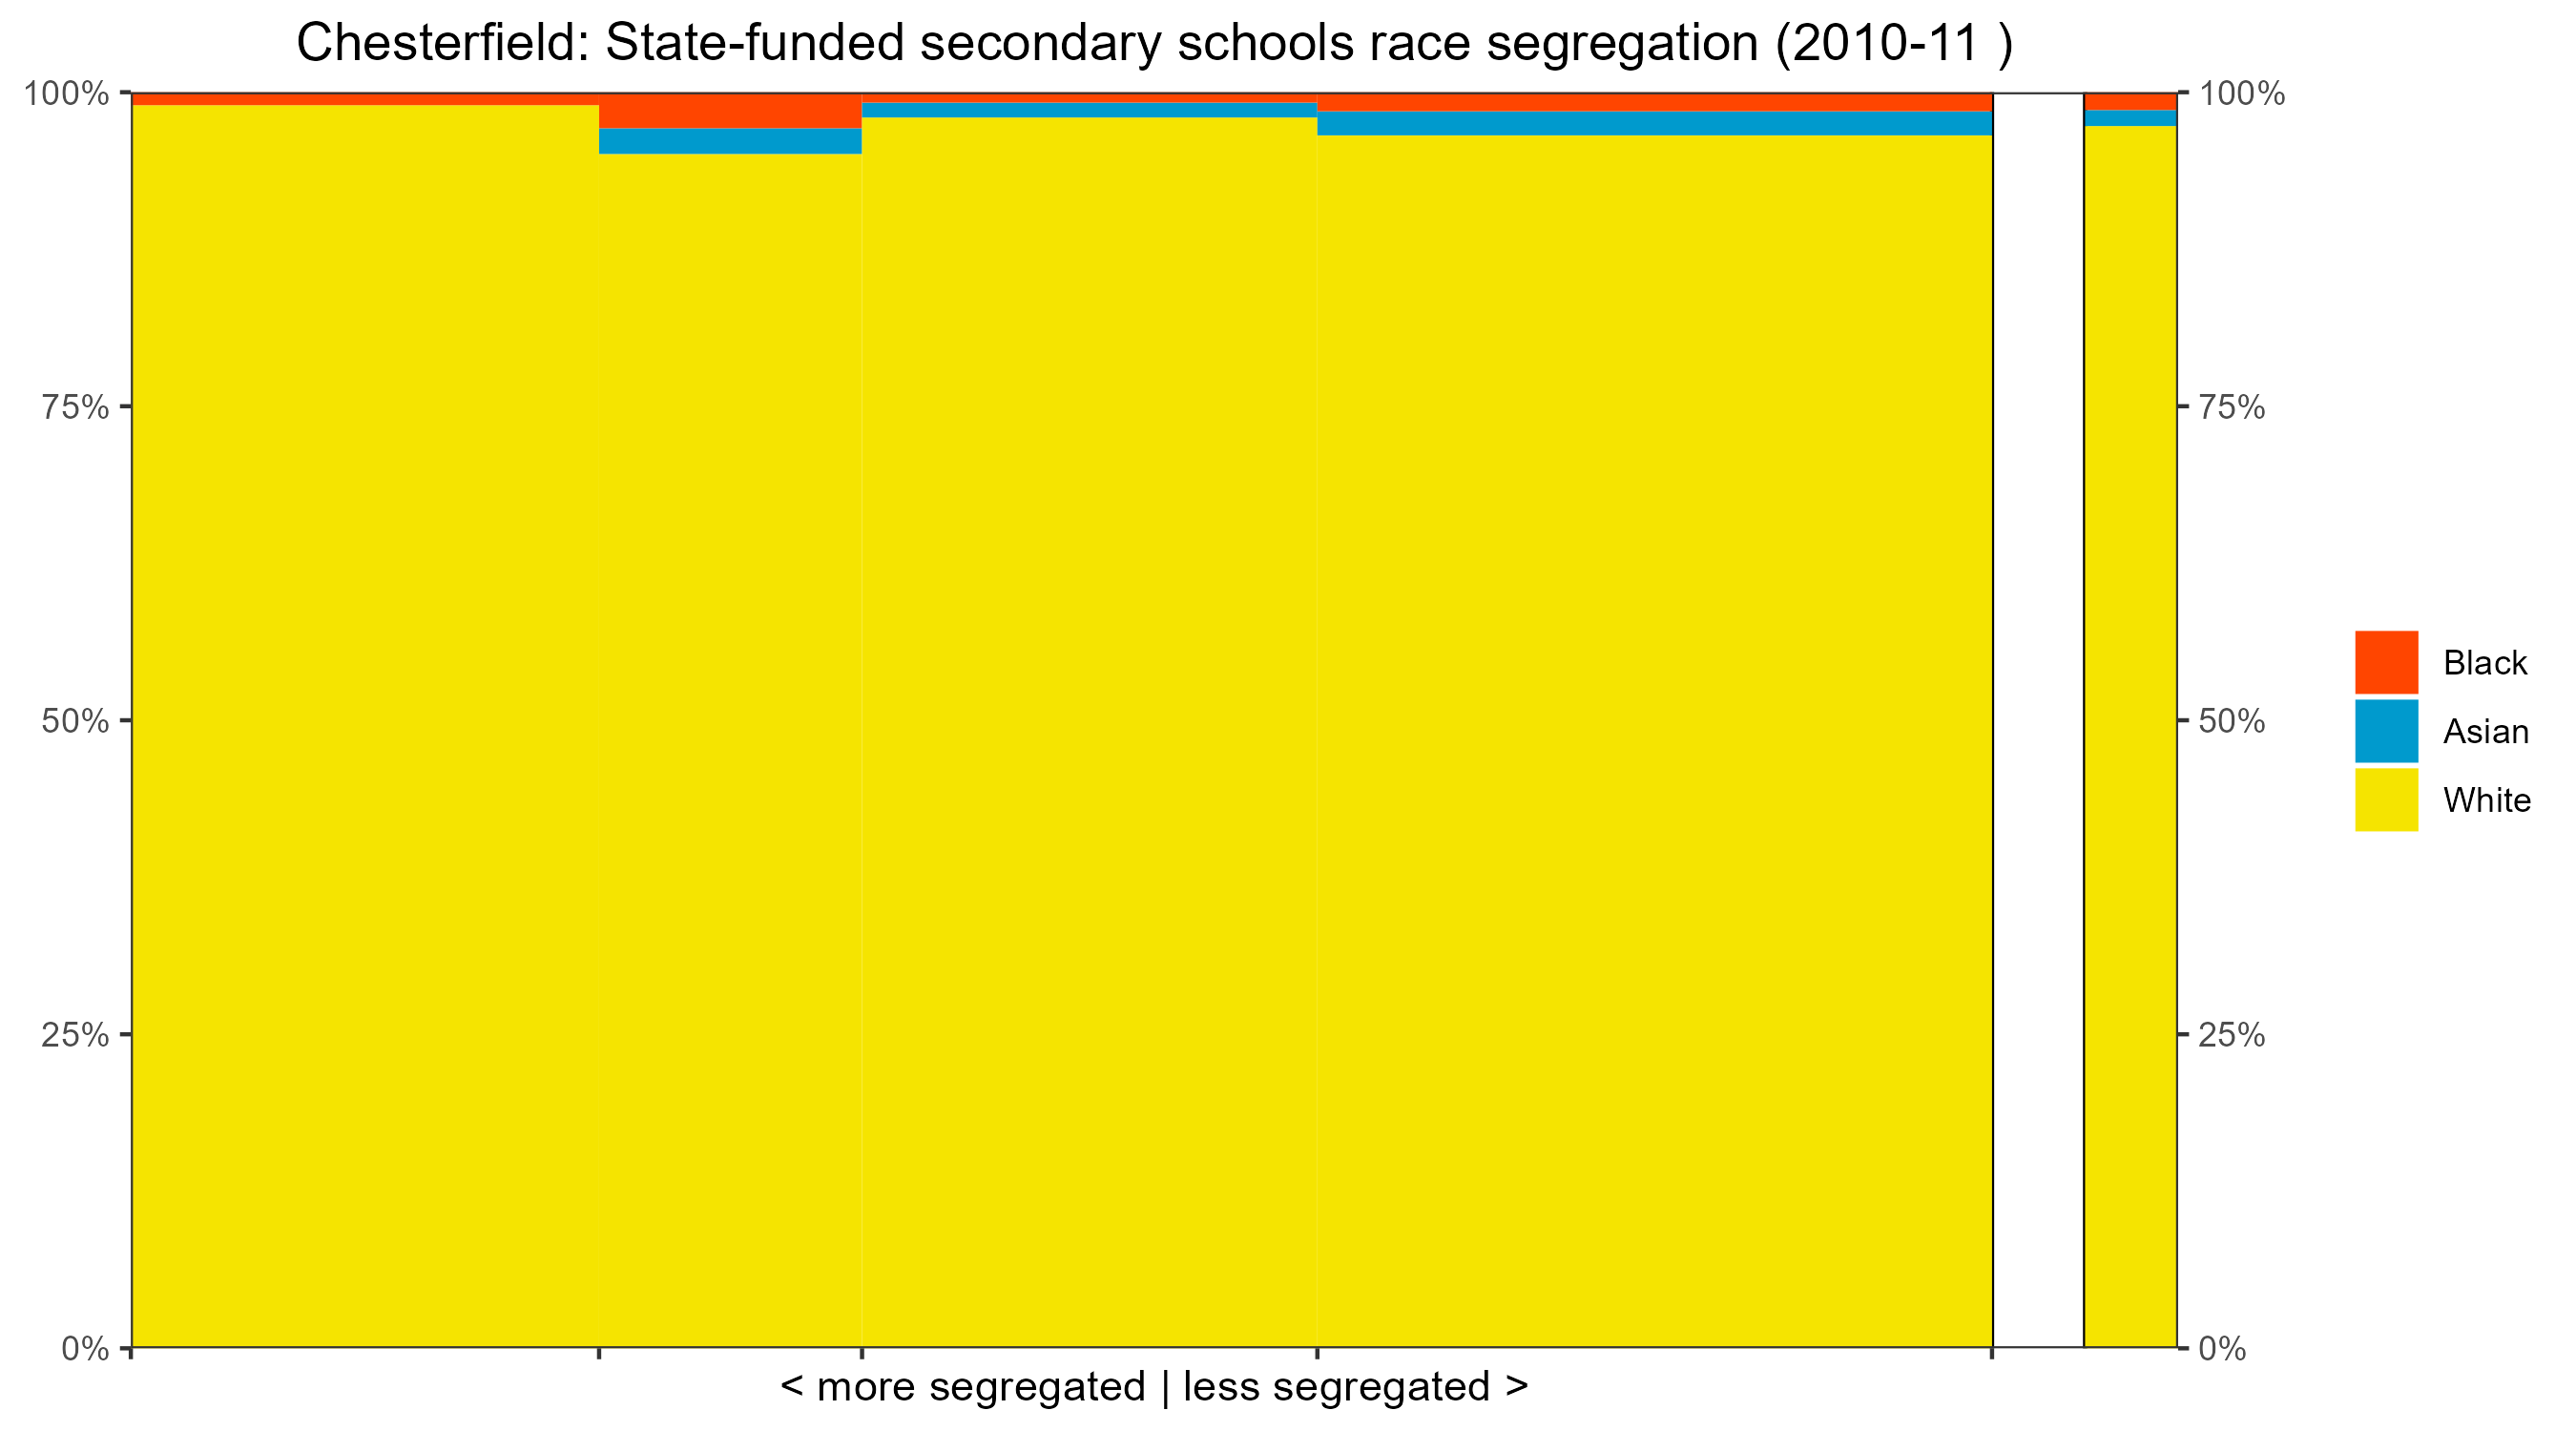 Chesterfield: State-funded secondary schools race segregation (2010-11 )
100%
75%
50%
25%
0%
100%
75%
50%
25%
0%
Black
Asian
White
< more segregated | less segregated >